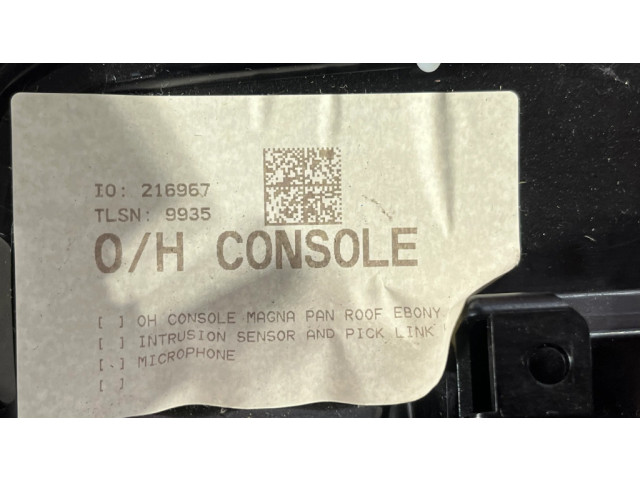 IO: 216967
TLSN: 9935
O/H CONSOLE
[ ] OH CONSOLE MAGNA PAN ROOF EBONY
[ ] INTRUSION SENSOR AND PICK LINK
[.] MICROPHONE
[ ]